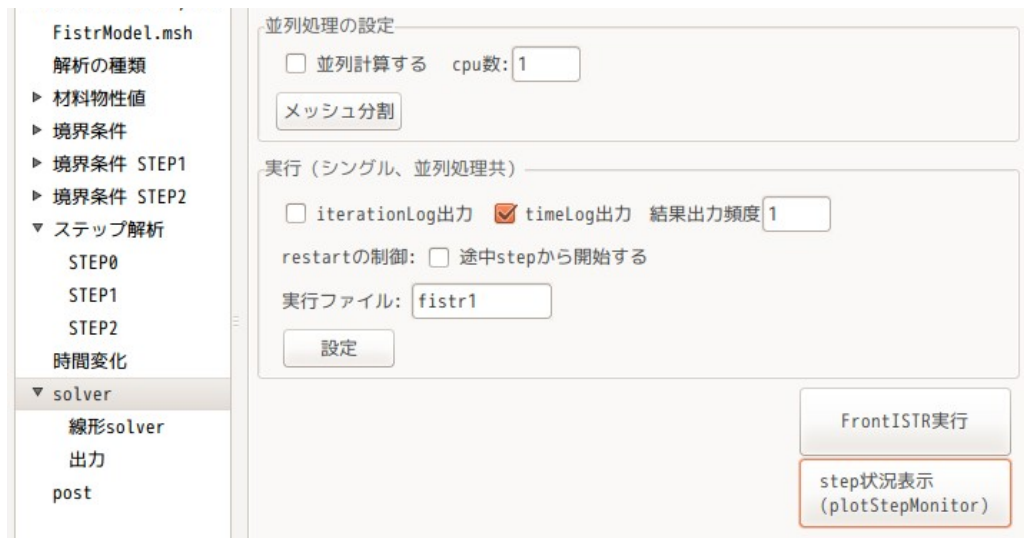 FistrModel.msh
解析の種類
材料物性値
境界条件
境界条件 STEP1
境界条件 STEP2
ステップ解析
STEP0
STEP1
STEP2
時間変化
solver
線形solver
出力
post
並列処理の設定
並列計算する cpu数: 1
メッシュ分割
実行 (シングル、並列処理共)
iterationLog出力 timeLog出力 結果出力頻度 1
restartの制御: 途中stepから開始する
実行ファイル: fistr1
設定
FrontISTR実行
step状況表示
(plotStepMonitor)